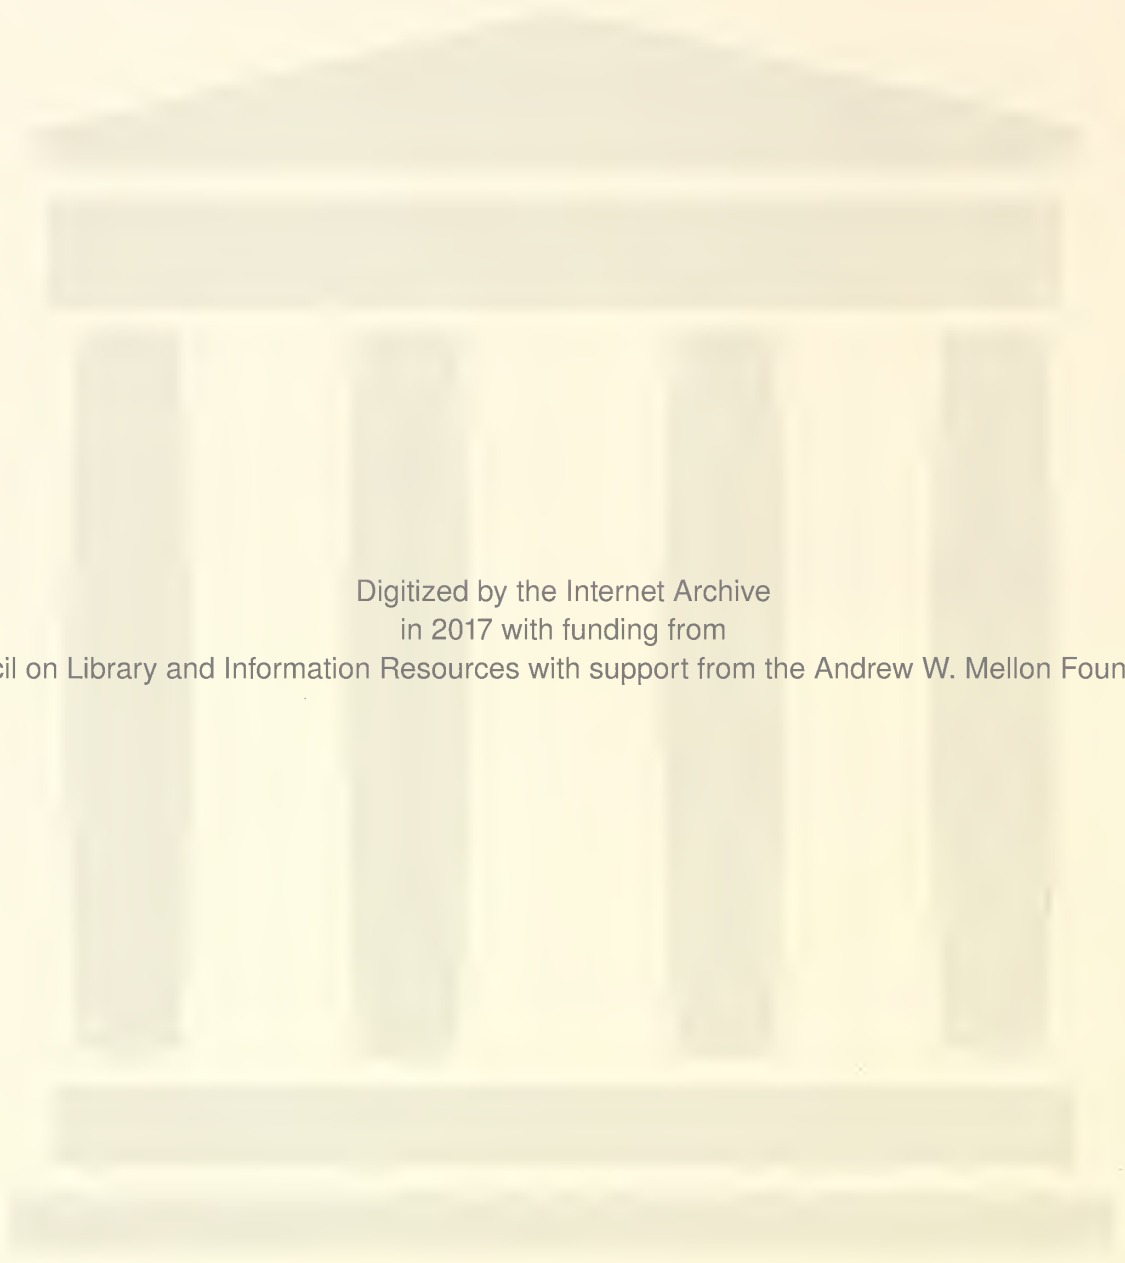 Digitized by the Internet Archive
in 2017 with funding from
cil on Library and Information Resources with support from the Andrew W. Mellon Foun